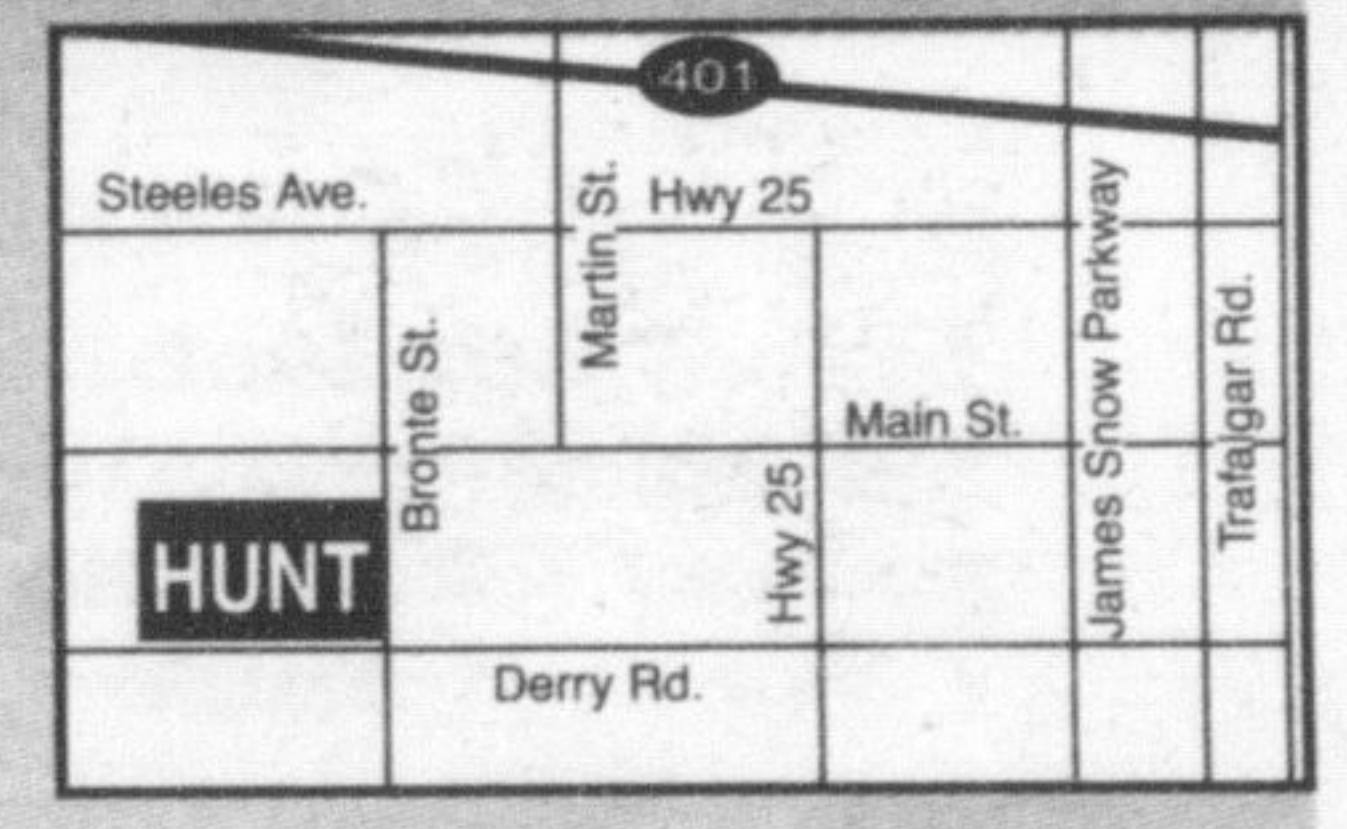 401
Steeles Ave.
Martin St.
Hwy 25
Bronte St.
Main St.
James Snow Parkway
Trafalgar Rd.
Hwy 25
HUNT
Derry Rd.